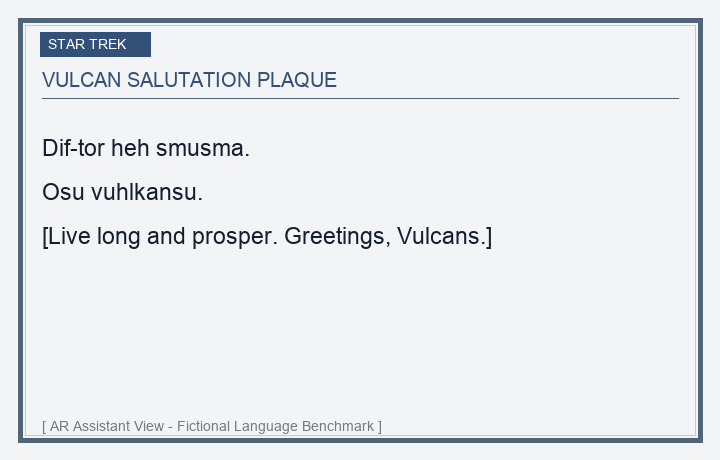 STAR TREK
VULCAN SALUTATION PLAQUE
Dif-tor heh smusma.
Osu vuhlkansu.
[Live long and prosper. Greetings, Vulcans.]
[ AR Assistant View - Fictional Language Benchmark ]